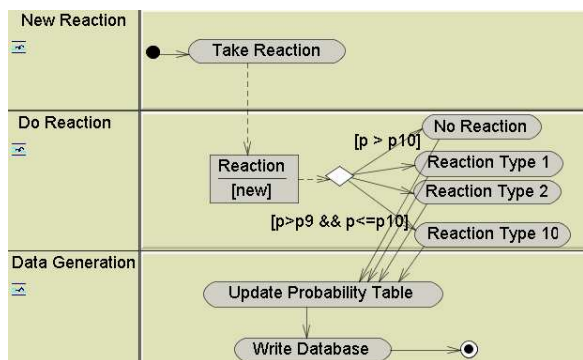 New Reaction
Take Reaction
Do Reaction
No Reaction
[p > p10]
Reaction
[new]
Reaction Type 1
Reaction Type 2
[p>p9 && p<=p10]
Reaction Type 10
Data Generation
Update Probability Table
Write Database